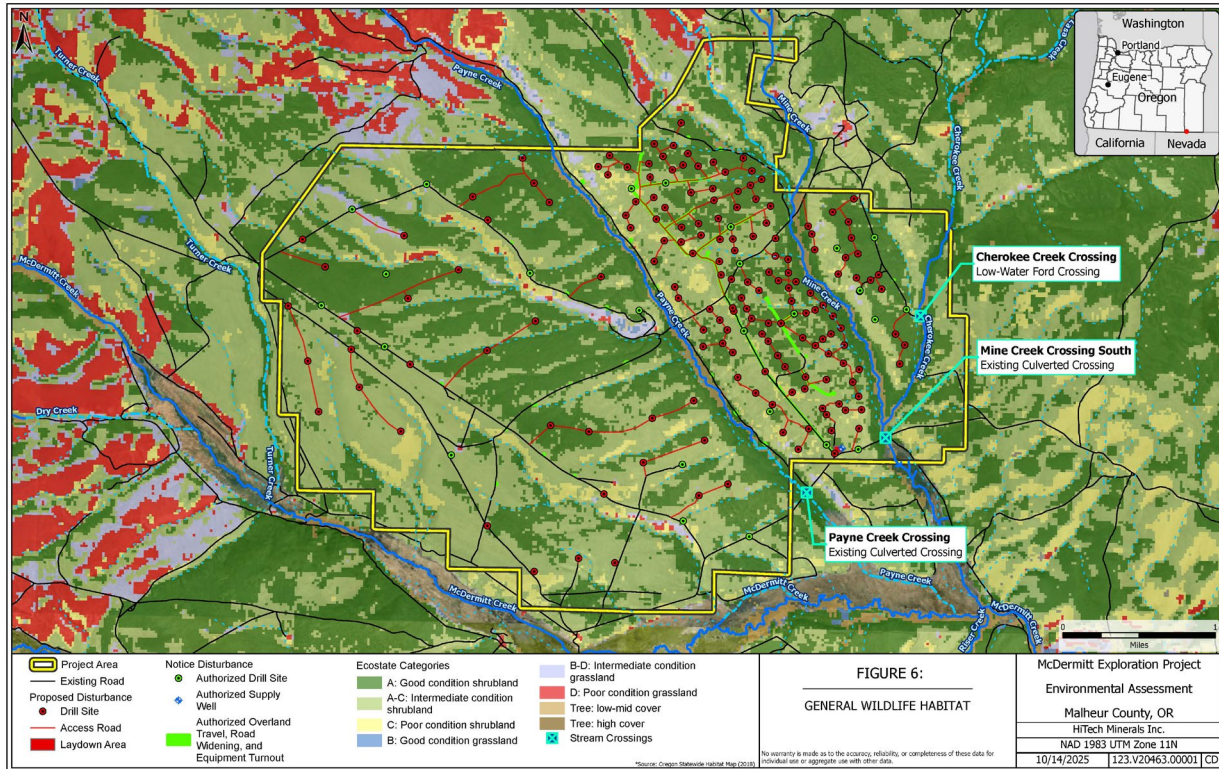 N
Washington
Portland
Eugene
Oregon
California
Nevada
Turner Creek
Payne Creek
Mine Creek
Casa Creek
Cherokee Creek
Turner Creek
McDermitt Creek
Payne Creek
Mine Creek
Cherokee Creek
Cherokee Creek Crossing
Low-Water Ford Crossing
Mine Creek Crossing South
Existing Culverted Crossing
Dry Creek
Turner Creek
Payne Creek Crossing
Existing Culverted Crossing
Payne Creek
McDermitt Creek
McDermitt Creek
McDermitt Creek
Riser Creek
0 1
Miles
Project Area
Existing Road
Proposed Disturbance
Drill Site
Access Road
Laydown Area
Notice Disturbance
Authorized Drill Site
Authorized Supply
Well
Authorized Overland
Travel, Road
Widening, and
Equipment Turnout
Ecostate Categories
A: Good condition shrubland
A-C: Intermediate condition
shrubland
C: Poor condition shrubland
B: Good condition grassland
B-D: Intermediate condition
grassland
D: Poor condition grassland
Tree: low-mid cover
Tree: high cover
Stream Crossings
*Source: Oregon Statewide Habitat Map (2018)
FIGURE 6:
GENERAL WILDLIFE HABITAT
No warranty is made as to the accuracy, reliability, or completeness of these data for
individual use or aggregate use with other data.
McDermitt Exploration Project
Environmental Assessment
Malheur County, OR
HiTech Minerals Inc.
NAD 1983 UTM Zone 11N
10/14/2025 123.V20463.00001 CD